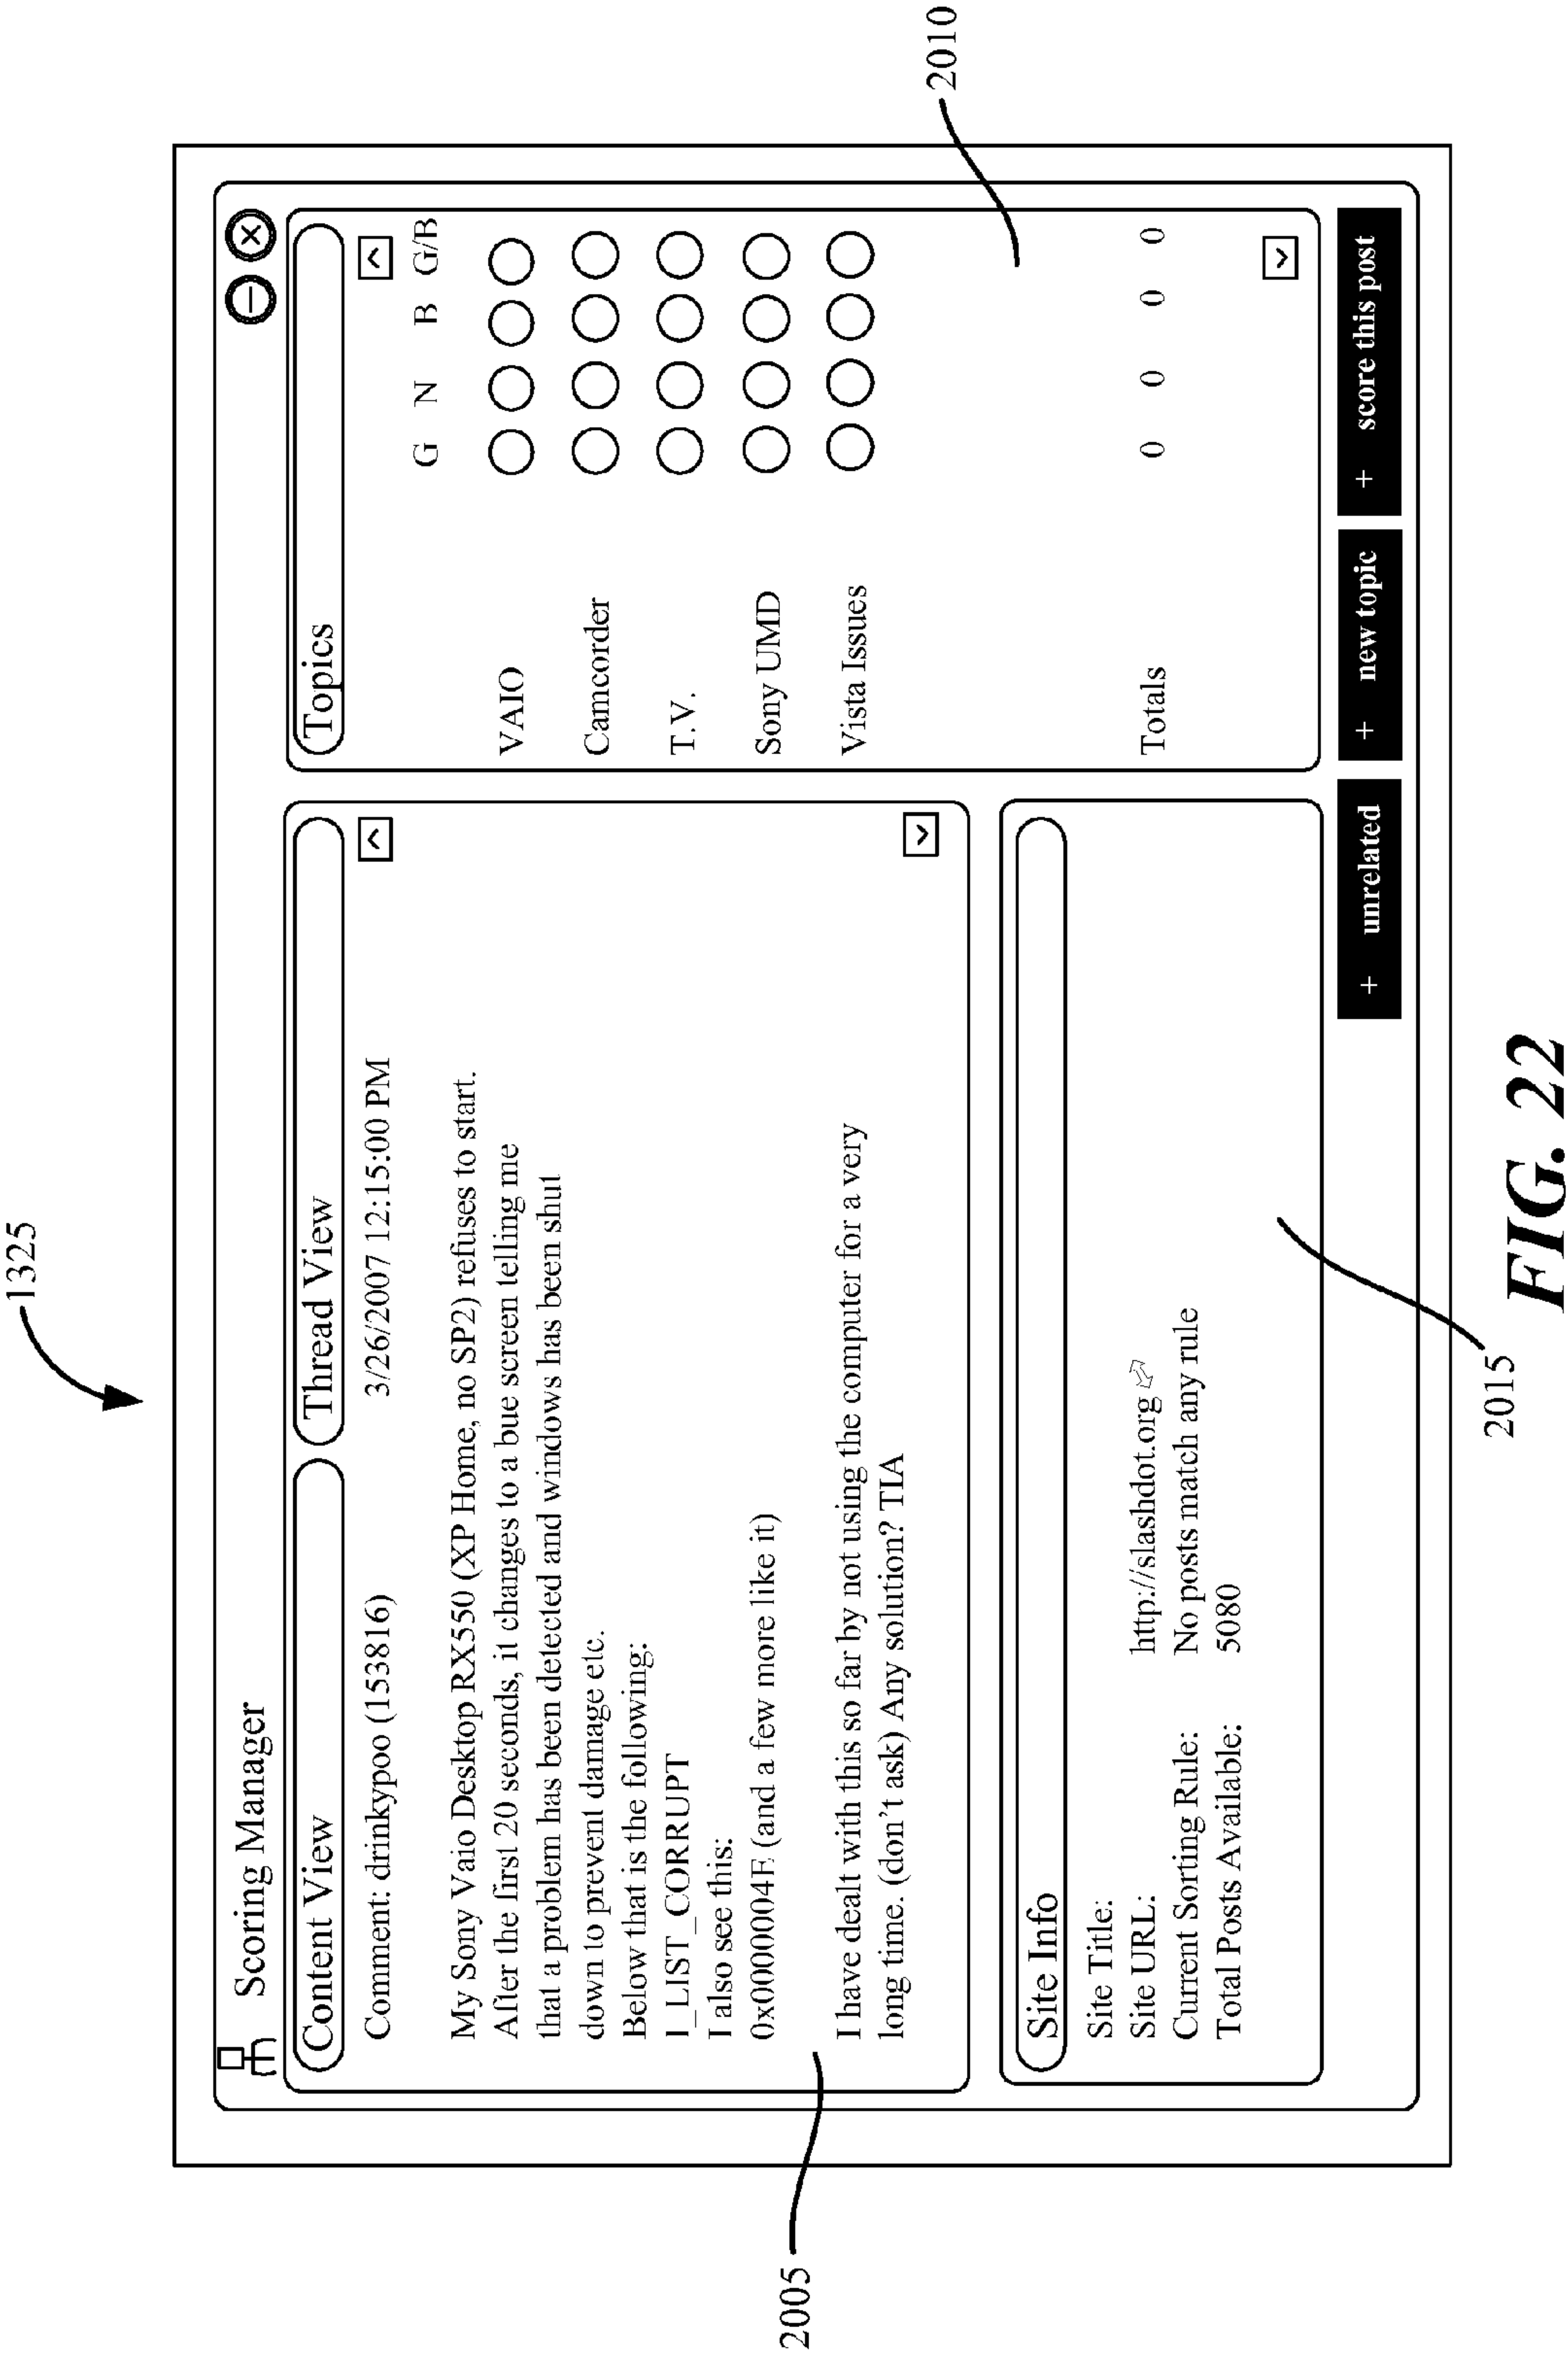 1325
Scoring Manager
Content View
Thread View
Comment: drinkypoo (153816)
3/26/2007 12:15:00 PM
My Sony Vaio Desktop RX550 (XP Home, no SP2) refuses to start.
After the first 20 seconds, it changes to a bue screen telling me
that a problem has been detected and windows has been shut
down to prevent damage etc.
Below that is the following:
I_LIST_CORRUPT
I also see this:
0x0000004E (and a few more like it)
I have dealt with this so far by not using the computer for a very
long time. (don't ask) Any solution? TIA
2005
Topics
G N B G/B
VAIO
Camcorder
T.V.
Sony UMD
Vista Issues
Totals 0 0 0 0
2010
Site Info
Site Title:
Site URL: http://slashdot.org
Current Sorting Rule: No posts match any rule
Total Posts Available: 5080
2015
+ unrelated
+ new topic
+ score this post
FIG. 22